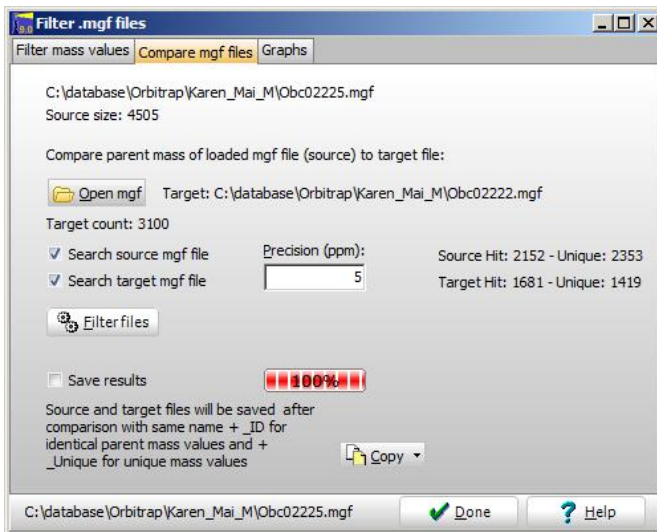 9.0 Filter .mgf files
Filter mass values Compare mgf files Graphs
C:\database\Orbitrap\Karen_Mai_M\Obc02225.mgf
Source size: 4505
Compare parent mass of loaded mgf file (source) to target file:
Open mgf Target: C:\database\Orbitrap\Karen_Mai_M\Obc02222.mgf
Target count: 3100
Search source mgf file Precision (ppm): Source Hit: 2152 - Unique: 2353
Search target mgf file 5 Target Hit: 1681 - Unique: 1419
Filter files
Save results 100%
Source and target files will be saved after
comparison with same name + _ID for
identical parent mass values and +
_Unique for unique mass values
Copy
C:\database\Orbitrap\Karen_Mai_M\Obc02225.mgf Done ? Help